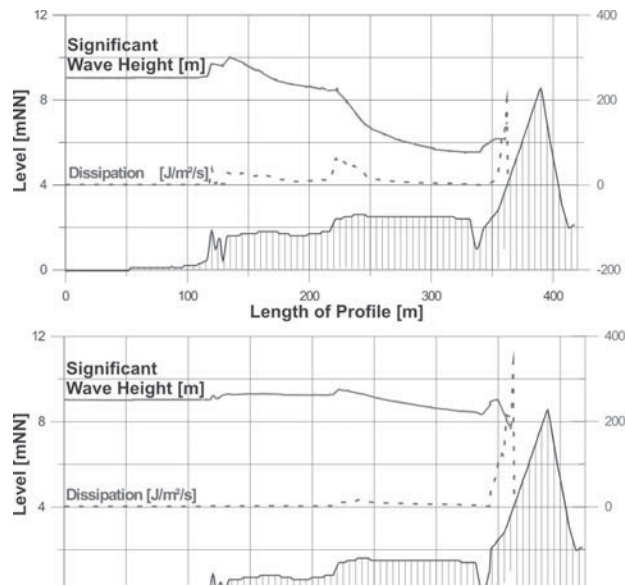 12
400
Significant
Wave Height [m]
8
200
Level [mNN]
Dissipation [J/m²/s]
4
0
0
-200
0
100
200
300
400
Length of Profile [m]
12
400
Significant
Wave Height [m]
8
200
Level [mNN]
Dissipation [J/m²/s]
4
0